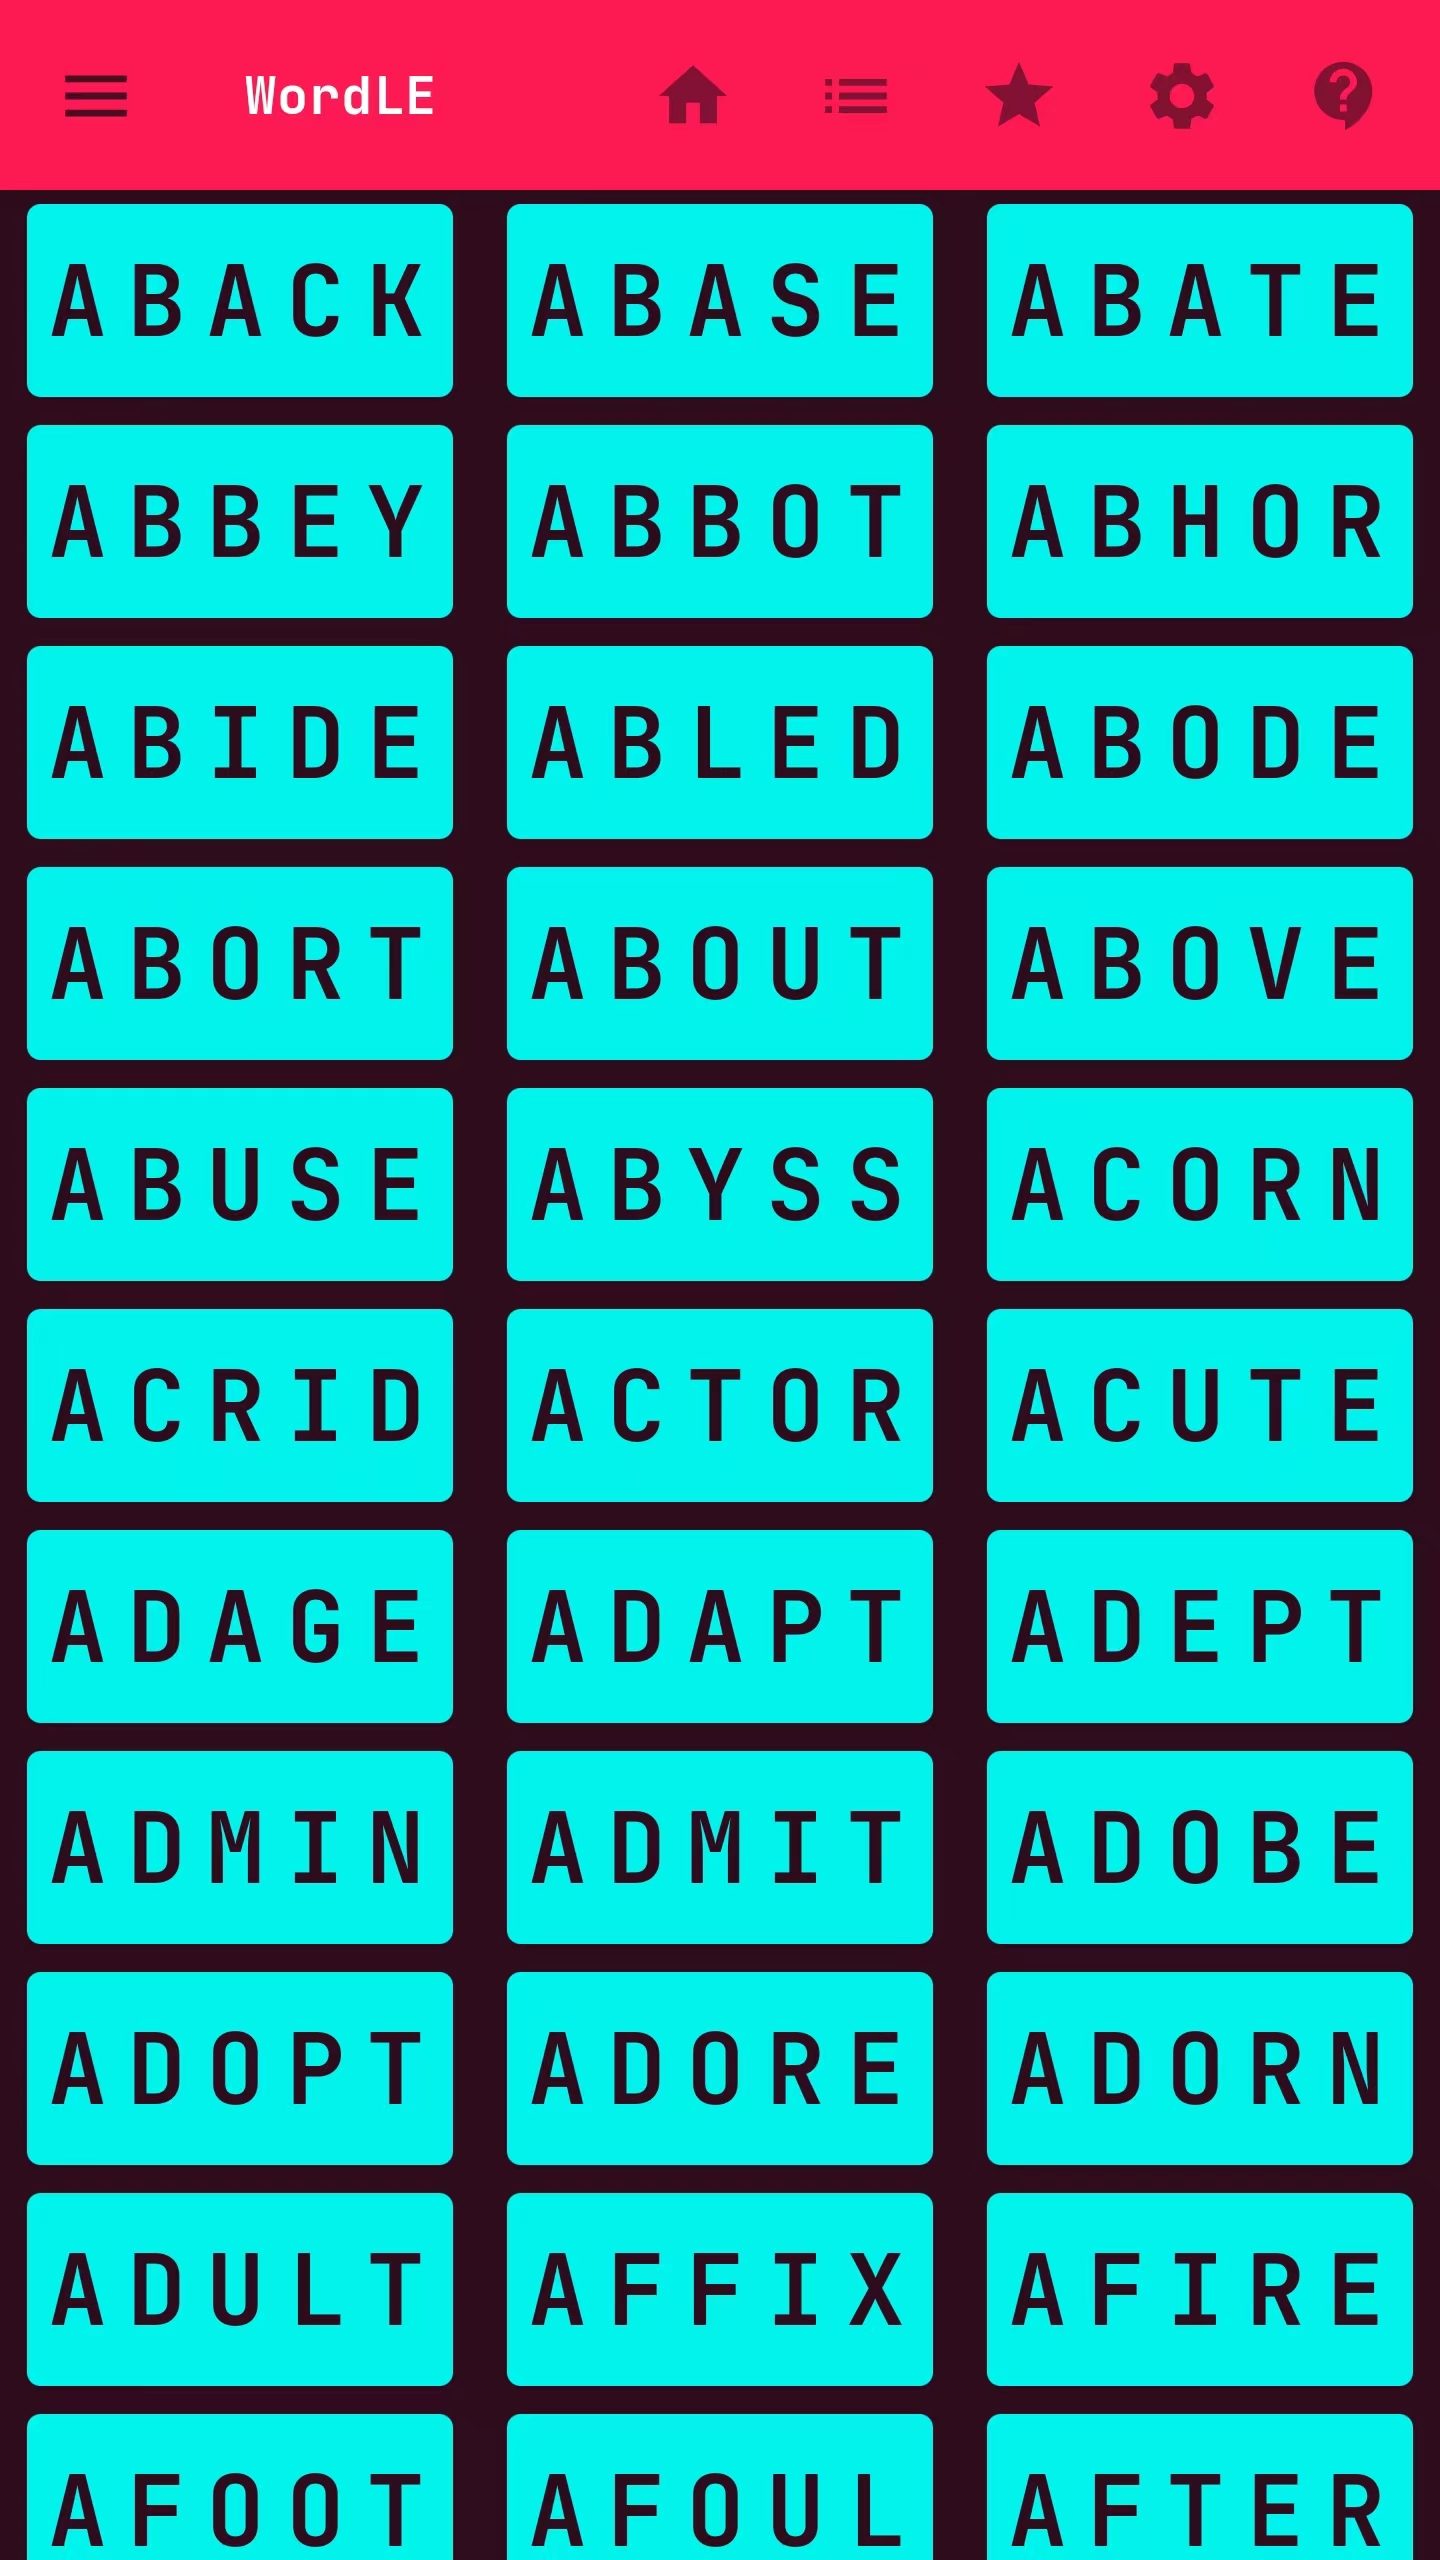 WordLE
ABACK ABASE ABATE
ABBEY ABBOT ABHOR
ABIDE ABLED ABODE
ABORT ABOUT ABOVE
ABUSE ABYSS ACORN
ACRID ACTOR ACUTE
ADAGE ADAPT ADEPT
ADMIN ADMIT ADOBE
ADOPT ADORE ADORN
ADULT AFFIX AFIRE
AFOOT AFOUL AFTER